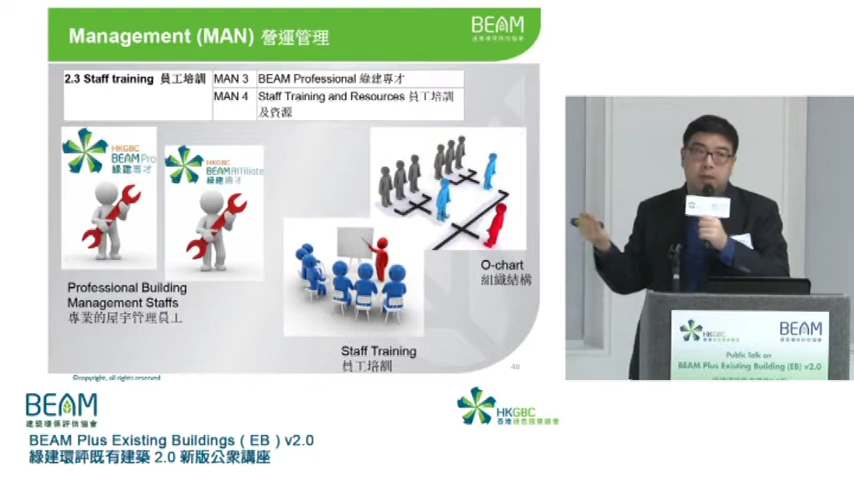 Management (MAN) 營運管理
BEAM
建築環保評估協會
2.3 Staff training 員工培訓
MAN 3
BEAM Professional 綠建專才
MAN 4
Staff Training and Resources 員工培訓
及資源
HKGBC
BEAM Pro
綠建專才
HKGBC
BEAM Affiliate
綠建專才
Professional Building
Management Staffs
專業的屋宇管理員工
Staff Training
員工培訓
O-chart
組織結構
46
©copyright, all rights reserved
HKGBC
BEAM
Public Talk on
BEAM Plus Existing Building (EB) v2.0
BEAM
建築環保評估協會
HKGBC
香港綠色建築議會
BEAM Plus Existing Buildings ( EB ) v2.0
綠建環評既有建築 2.0 新版公眾講座